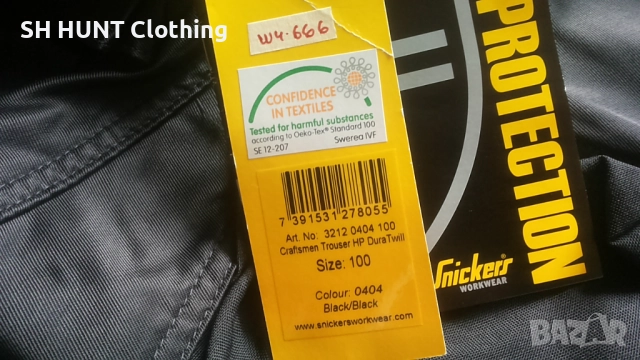 SH HUNT Clothing
w4.666
CONFIDENCE
IN TEXTILES
Tested for harmful substances
according to Oeko-Tex® Standard 100
SE 12-207 Swerea IVF
7 391531 278055
Art. No: 3212 0404 100
Craftsmen Trouser HP DuraTwill
Size: 100
Colour: 0404
Black/Black
www.snickersworkwear.com
PROTECTION
Snickers
WORKWEAR
BAZAR